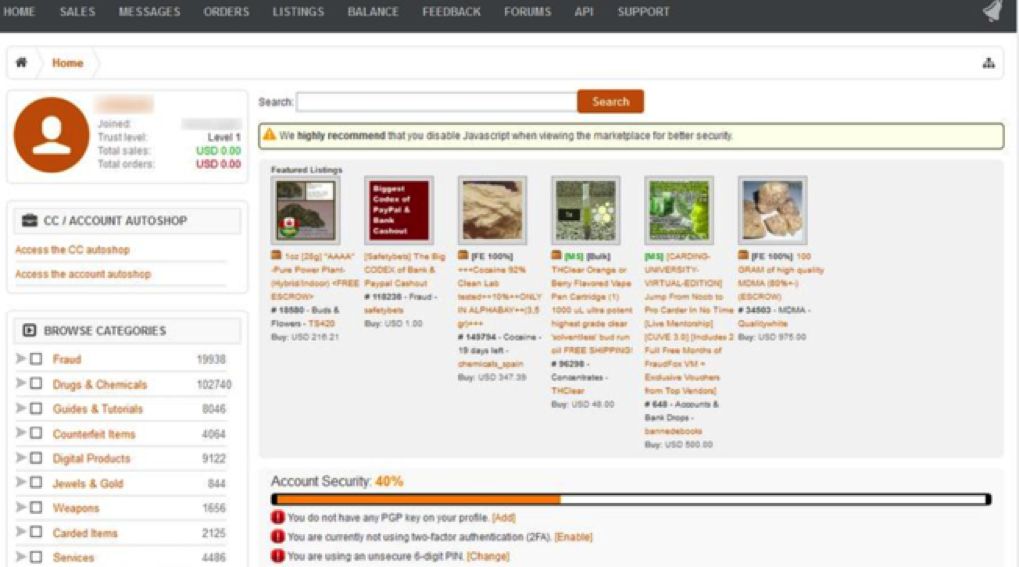 HOME SALES MESSAGES ORDERS LISTINGS BALANCE FEEDBACK FORUMS API SUPPORT
Home
Joined:
Trust level: Level 1
Total sales: USD 0.00
Total orders: USD 0.00
CC / ACCOUNT AUTOSHOP
Access the CC autoshop
Access the account autoshop
BROWSE CATEGORIES
Fraud 19938
Drugs & Chemicals 102740
Guides & Tutorials 8046
Counterfeit Items 4064
Digital Products 9122
Jewels & Gold 844
Weapons 1656
Carded Items 2125
Services 4486
Search: Search
We highly recommend that you disable Javascript when viewing the marketplace for better security.
Featured Listings
1oz [28g] "AAAA"
-Pure Power Plant-
(Hybrid/Indoor) <FREE
ESCROW>
# 18580 - Buds &
Flowers - TS420
Buy: USD 216.21
Biggest
Codex of
PayPal &
Bank
Cashout
[Safetybets] The Big
CODEX of Bank &
Paypal Cashout
# 118236 - Fraud -
safetybets
Buy: USD 1.00
[FE 100%]
+++Cocaine 92%
Clean Lab
tested++10%++ONLY
IN ALPHABAY++(3,5
gr)+++
# 149794 - Cocaine -
19 days left -
chemicals_spain
Buy: USD 347.39
[MS] [Bulk]
THClear Orange or
Berry Flavored Vape
Pen Cartridge (1)
1000 uL ultra potent
highest grade clear
'solventless' bud run
oil FREE SHIPPING!
# 96298 -
Concentrates -
THClear
Buy: USD 48.00
[MS] [CARDING-
UNIVERSITY-
VIRTUAL-EDITION]
Jump From Noob to
Pro Carder In No Time
[Live Mentorship]
[CUVE 3.0] [Includes 2
Full Free Months of
FraudFox VM +
Exclusive Vouchers
from Top Vendors]
# 648 - Accounts &
Bank Drops -
bannedebooks
Buy: USD 500.00
[FE 100%] 100
GRAM of high quality
MDMA (80%+)
(ESCROW)
# 34503 - MDMA -
Qualitywhite
Buy: USD 975.00
Account Security: 40%
You do not have any PGP key on your profile. [Add]
You are currently not using two-factor authentication (2FA). [Enable]
You are using an unsecure 6-digit PIN. [Change]